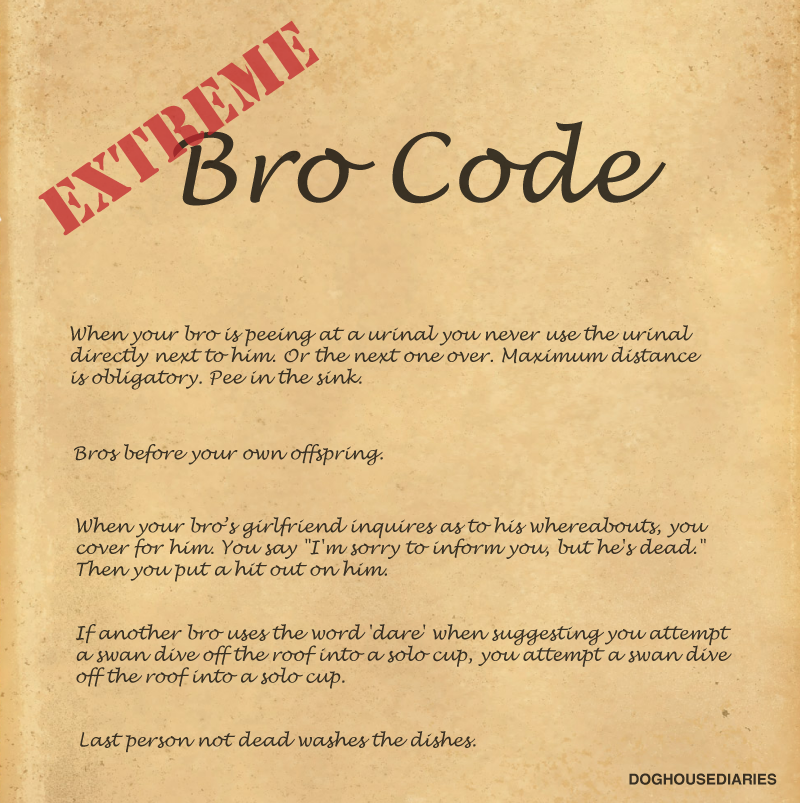 EXTREME
Bro Code
When your bro is peeing at a urinal you never use the urinal
directly next to him. Or the next one over. Maximum distance
is obligatory. Pee in the sink.
Bros before your own offspring.
When your bro's girlfriend inquires as to his whereabouts, you
cover for him. You say "I'm sorry to inform you, but he's dead."
Then you put a hit out on him.
If another bro uses the word 'dare' when suggesting you attempt
a swan dive off the roof into a solo cup, you attempt a swan dive
off the roof into a solo cup.
Last person not dead washes the dishes.
DOGHOUSEDIARIES